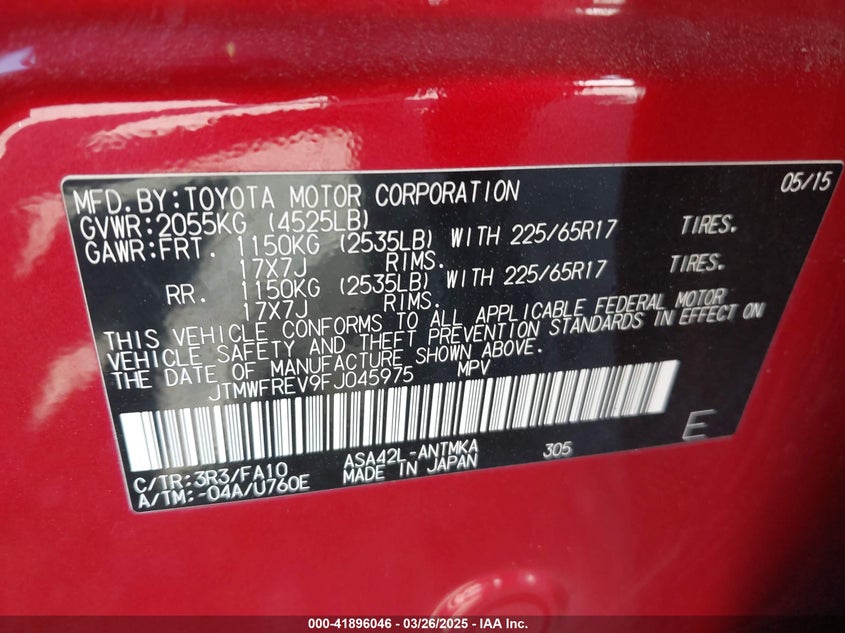 MFD. BY: TOYOTA MOTOR CORPORATION 05/15
GVWR: 2055KG (4525LB)
GAWR: FRT. 1150KG (2535LB) WITH 225/65R17 TIRES.
17X7J RIMS.
RR. 1150KG (2535LB) WITH 225/65R17 TIRES.
17X7J RIMS.
THIS VEHICLE CONFORMS TO ALL APPLICABLE FEDERAL MOTOR
VEHICLE SAFETY AND THEFT PREVENTION STANDARDS IN EFFECT ON
THE DATE OF MANUFACTURE SHOWN ABOVE.
JTMWFREV9FJ045975 MPV
E
C/TR: 3R3/FA10 ASA42L-ANTMKA 305
A/TM: -04A/U760E MADE IN JAPAN
000-41896046 | 03/26/2025 | IAA Inc.